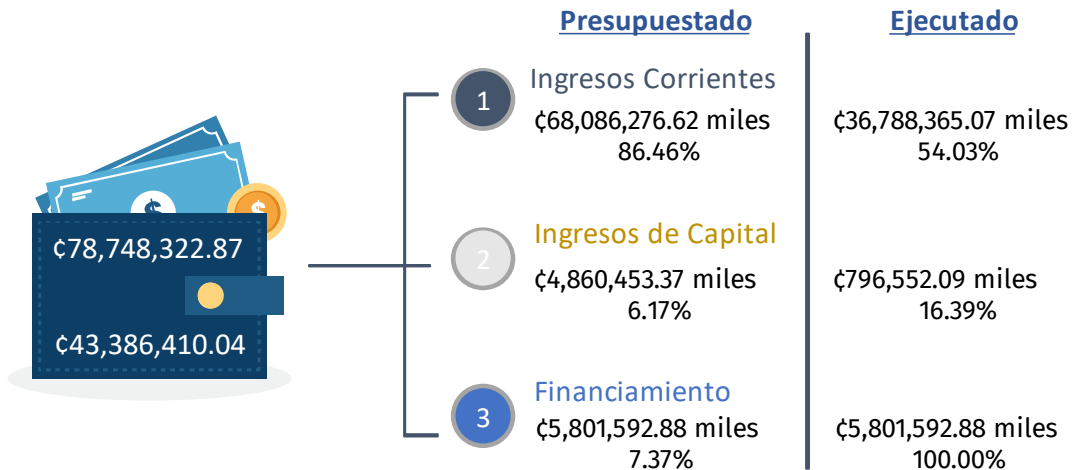 Presupuestado
Ejecutado
1
Ingresos Corrientes
₵68,086,276.62 miles
86.46%
₵36,788,365.07 miles
54.03%
$
$
₵78,748,322.87
₵43,386,410.04
2
Ingresos de Capital
₵4,860,453.37 miles
6.17%
₵796,552.09 miles
16.39%
3
Financiamiento
₵5,801,592.88 miles
7.37%
₵5,801,592.88 miles
100.00%